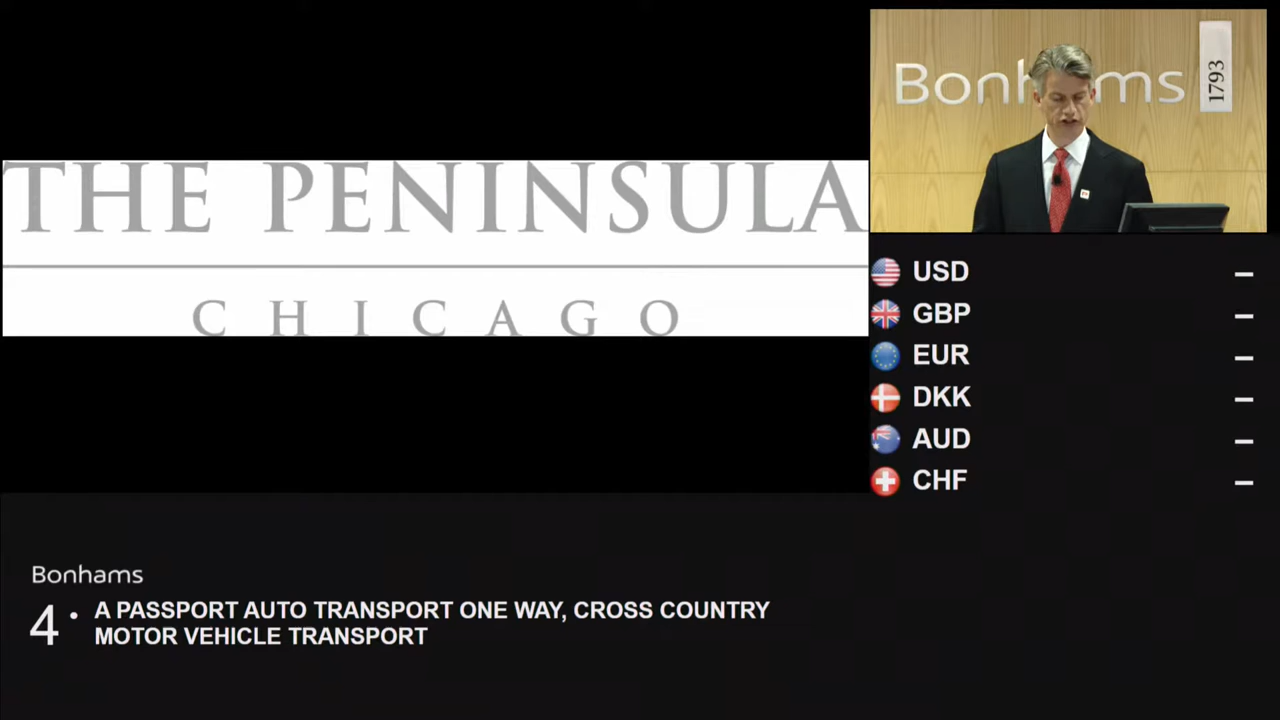 THE PENINSULA
CHICAGO
Bonhams
1793
USD –
GBP –
EUR –
DKK –
AUD –
CHF –
Bonhams
4 • A PASSPORT AUTO TRANSPORT ONE WAY, CROSS COUNTRY
MOTOR VEHICLE TRANSPORT